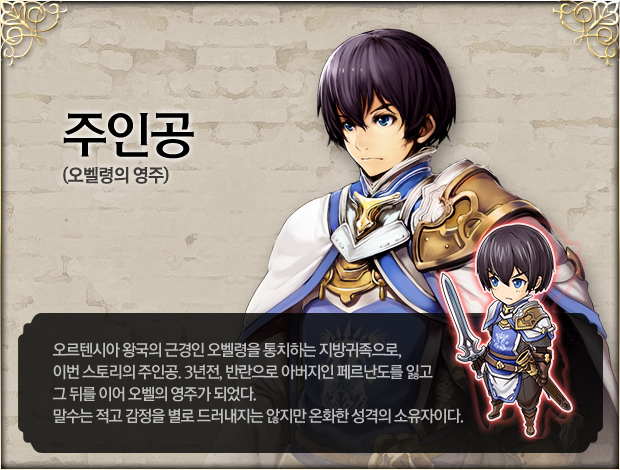 주인공
(오벨령의 영주)
오르텐시아 왕국의 근경인 오벨령을 통치하는 지방귀족으로,
이번 스토리의 주인공. 3년전, 반란으로 아버지인 페르난도를 잃고
그 뒤를 이어 오벨의 영주가 되었다.
말수는 적고 감정을 별로 드러내지는 않지만 온화한 성격의 소유자이다.